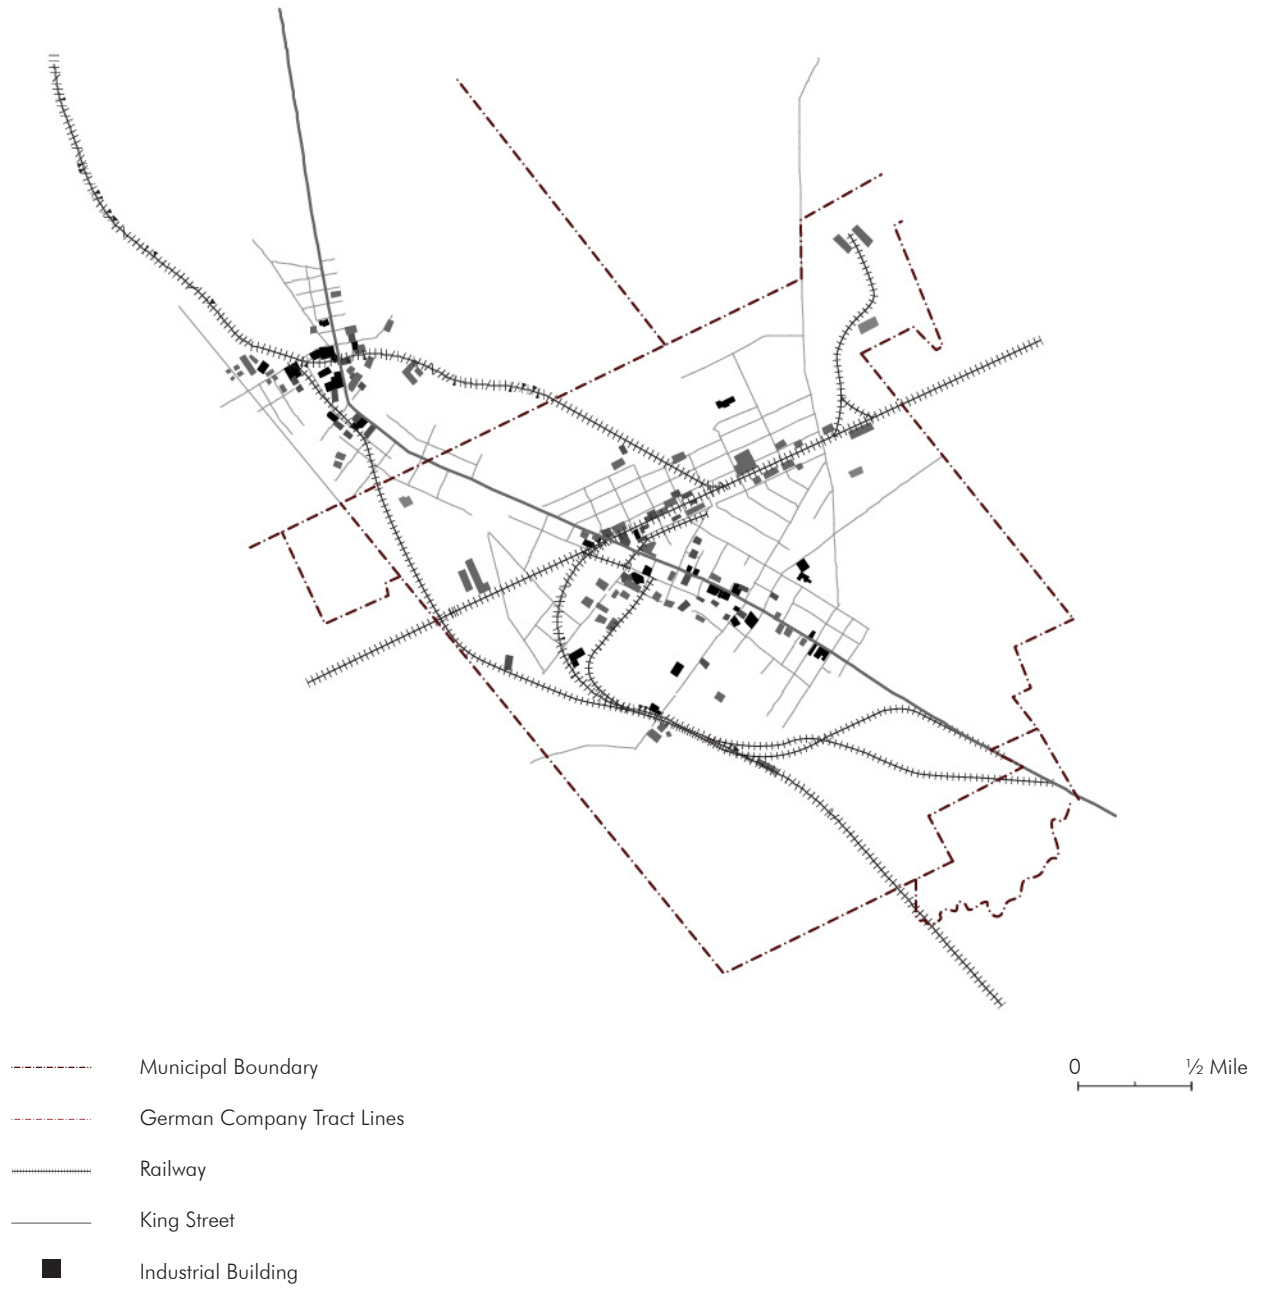 Municipal Boundary
0 ½ Mile
German Company Tract Lines
Railway
King Street
Industrial Building